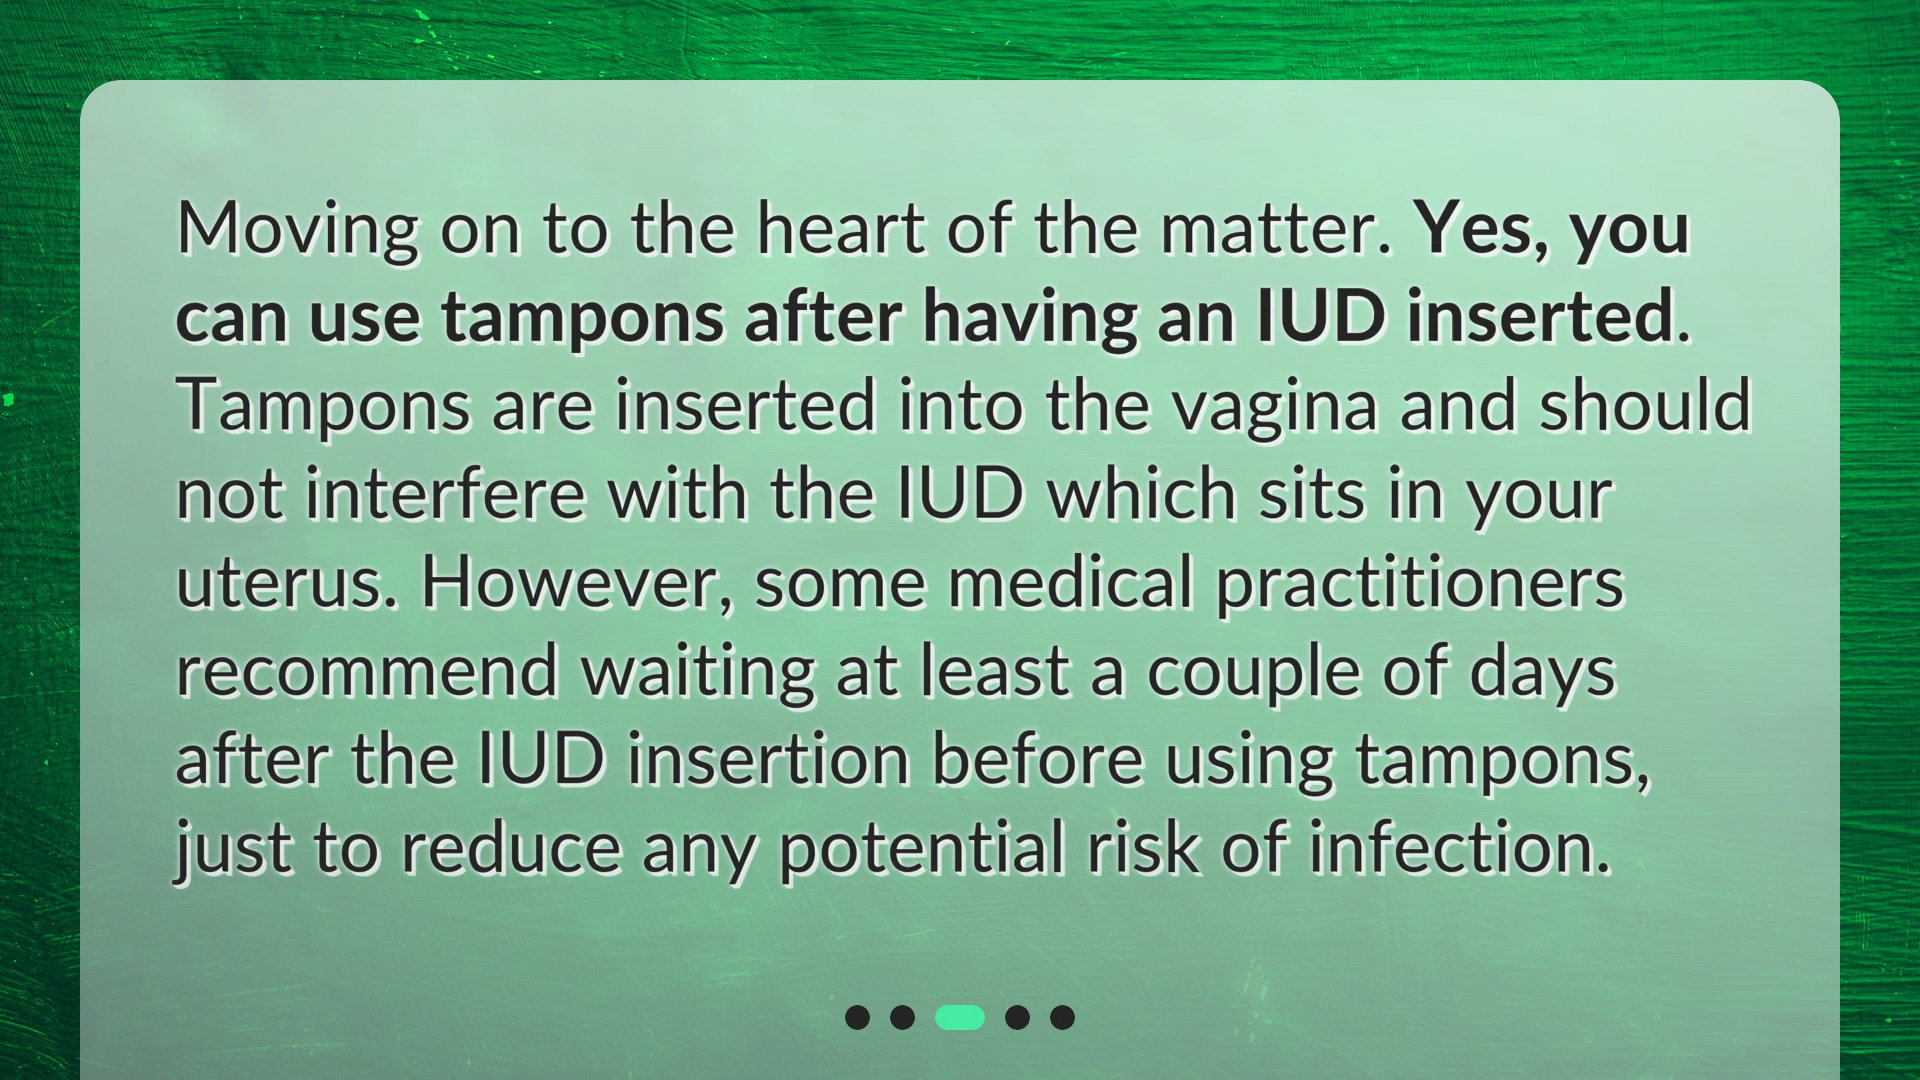 Moving on to the heart of the matter. Yes, you
can use tampons after having an IUD inserted.
Tampons are inserted into the vagina and should
not interfere with the IUD which sits in your
uterus. However, some medical practitioners
recommend waiting at least a couple of days
after the IUD insertion before using tampons,
just to reduce any potential risk of infection.